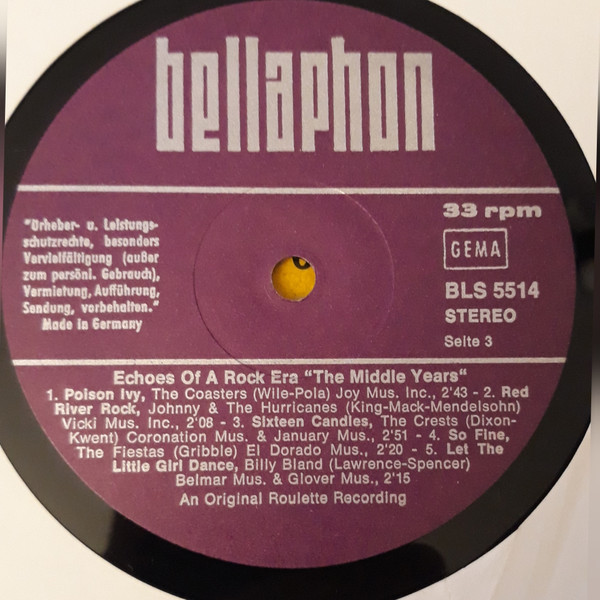 bellaphon
"Urheber- u. Leistungs-
schutzrechte, besonders
Vervielfältigung (außer
zum persönl. Gebrauch),
Vermietung, Aufführung,
Sendung, vorbehalten."
Made in Germany
33 rpm
GEMA
BLS 5514
STEREO
Seite 3
Echoes Of A Rock Era "The Middle Years"
1. Poison Ivy, The Coasters (Wile-Pola) Joy Mus. Inc., 2'43 - 2. Red
River Rock, Johnny & The Hurricanes (King-Mack-Mendelsohn)
Vicki Mus. Inc., 2'08 - 3. Sixteen Candles, The Crests (Dixon-
Kwent) Coronation Mus. & January Mus., 2'51 - 4. So Fine,
The Fiestas (Gribble) El Dorado Mus., 2'20 - 5. Let The
Little Girl Dance, Billy Bland (Lawrence-Spencer)
Belmar Mus. & Glover Mus., 2'15
An Original Roulette Recording